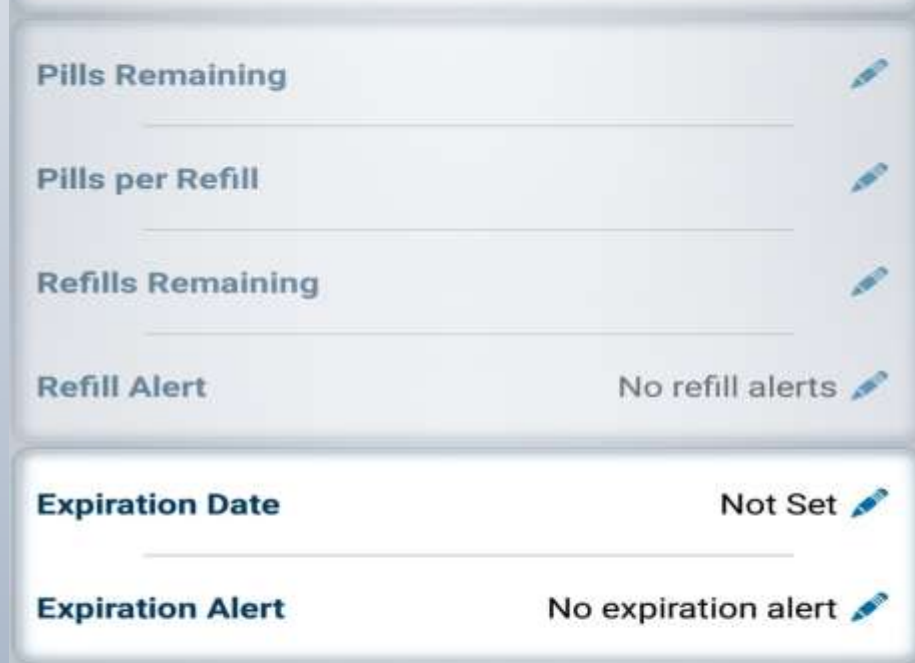 Pills Remaining
Pills per Refill
Refills Remaining
Refill Alert No refill alerts
Expiration Date Not Set
Expiration Alert No expiration alert